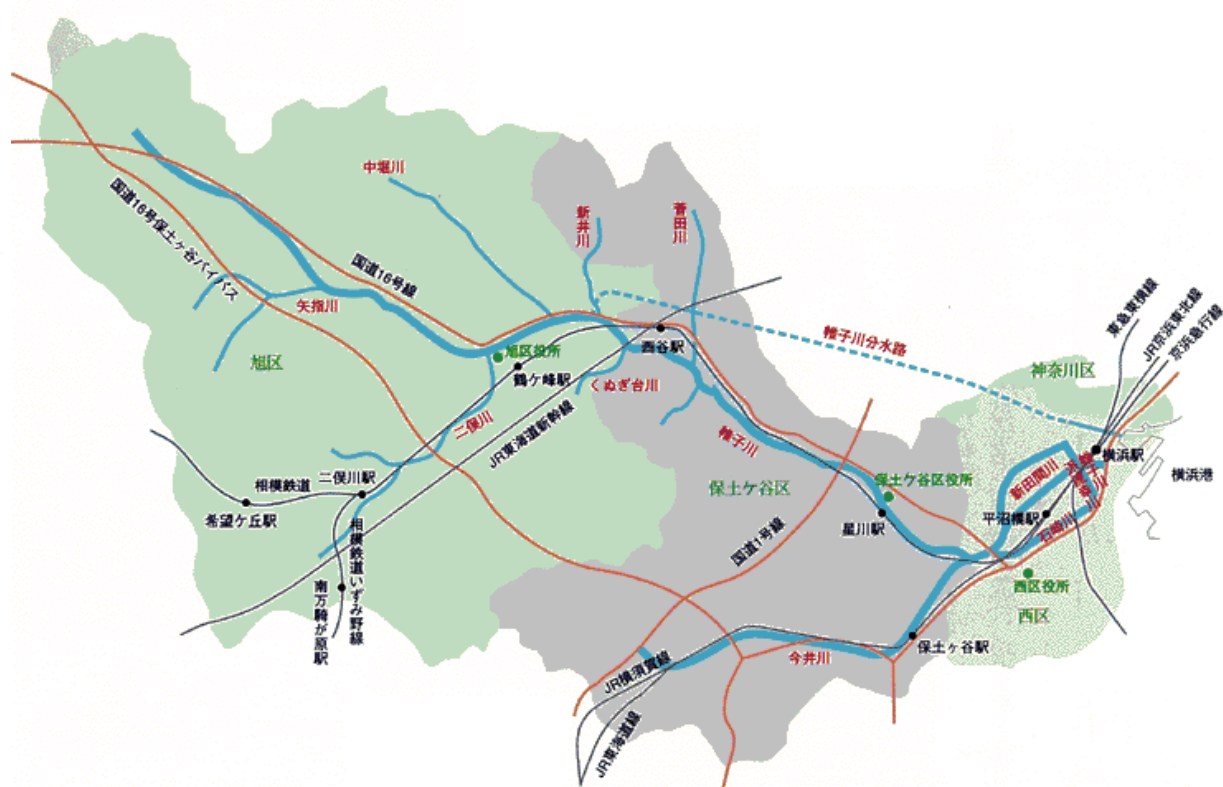 中堀川
新井川
菅田川
国道16号保土ヶ谷バイパス
国道16号線
矢指川
旭区
旭区役所
鶴ケ峰駅
西谷駅
くぬぎ台川
二俣川
JR東海道新幹線
帷子川分水路
東急東横線
JR京浜東北線
京浜急行線
神奈川区
帷子川
相模鉄道
二俣川駅
希望ケ丘駅
相模鉄道いずみ野線
南万騎が原駅
保土ケ谷区
保土ケ谷区役所
星川駅
国道1号線
新田間川
横浜駅
横浜港
平沼橋駅
石崎川
西区役所
西区
保土ヶ谷駅
今井川
JR横須賀線
JR東海道線